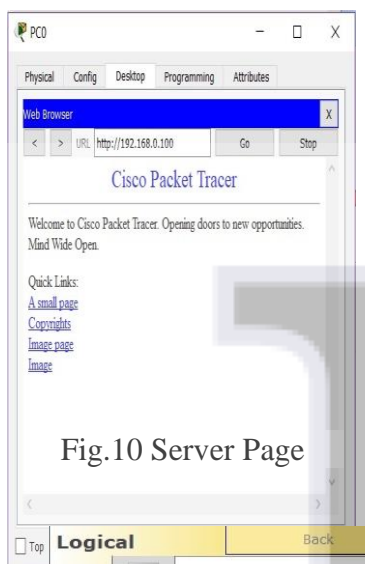 PC0
Physical Config Desktop Programming Attributes
Web Browser X
< > URL http://192.168.0.100 Go Stop
Cisco Packet Tracer
Welcome to Cisco Packet Tracer. Opening doors to new opportunities.
Mind Wide Open.
Quick Links:
A small page
Copyrights
Image page
Image
Fig.10 Server Page
Top Logical Back